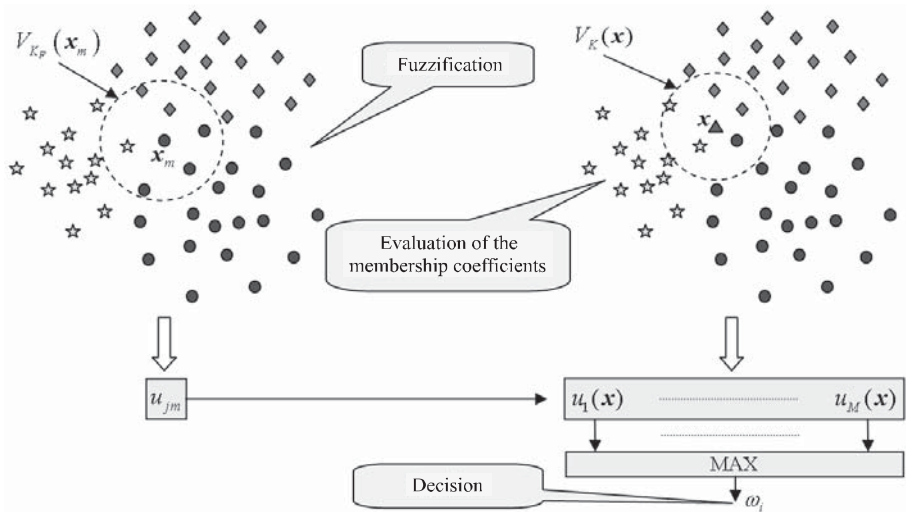 V_{K_F}(x_m)
Fuzzification
V_K(x)
x_m
x
Evaluation of the
membership coefficients
u_{jm}
u_1(x) .................... u_M(x)
....................
MAX
Decision
ω_i